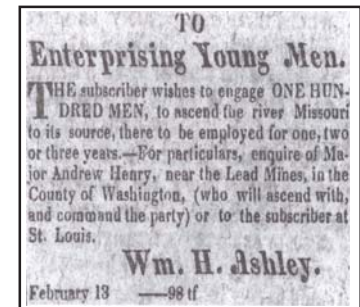 TO
Enterprising Young Men.
THE subscriber wishes to engage ONE HUN-
DRED MEN, to ascend the river Missouri
to its source, there to be employed for one, two
or three years.—For particulars, enquire of Ma-
jor Andrew Henry, near the Lead Mines, in the
County of Washington, (who will ascend with,
and command the party) or to the subscriber at
St. Louis.
Wm. H. Ashley.
February 13 ——98 tf